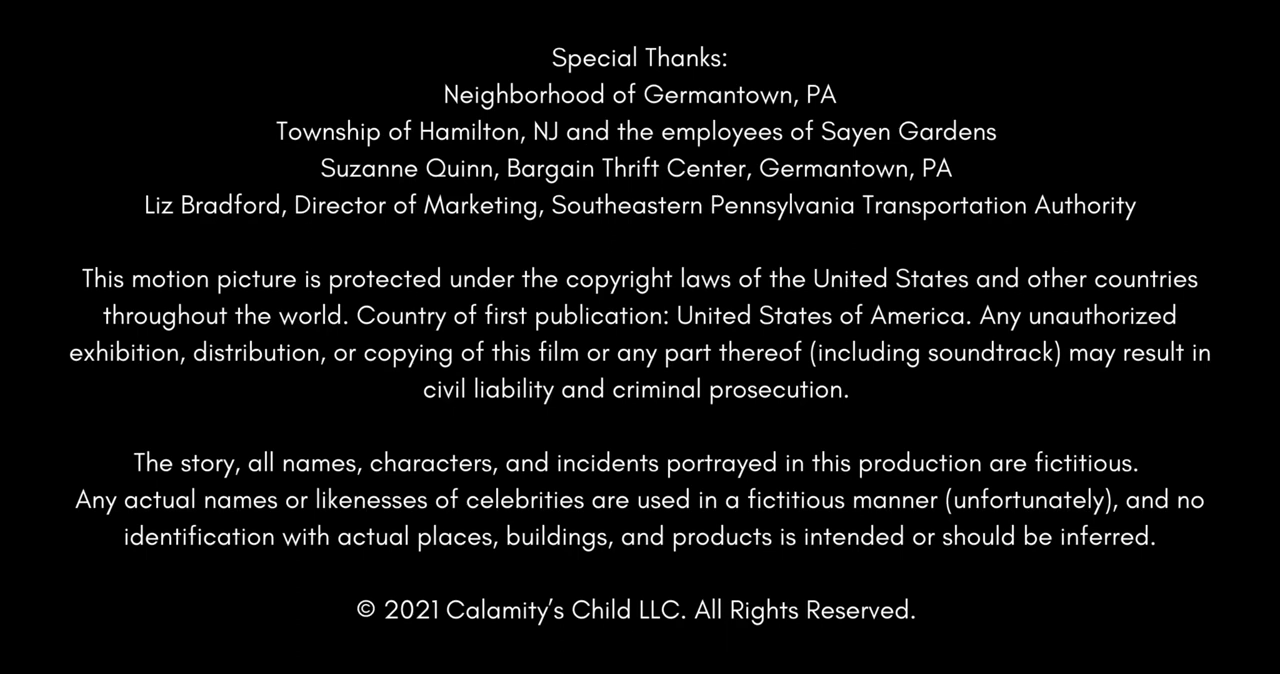 Special Thanks:
Neighborhood of Germantown, PA
Township of Hamilton, NJ and the employees of Sayen Gardens
Suzanne Quinn, Bargain Thrift Center, Germantown, PA
Liz Bradford, Director of Marketing, Southeastern Pennsylvania Transportation Authority
This motion picture is protected under the copyright laws of the United States and other countries
throughout the world. Country of first publication: United States of America. Any unauthorized
exhibition, distribution, or copying of this film or any part thereof (including soundtrack) may result in
civil liability and criminal prosecution.
The story, all names, characters, and incidents portrayed in this production are fictitious.
Any actual names or likenesses of celebrities are used in a fictitious manner (unfortunately), and no
identification with actual places, buildings, and products is intended or should be inferred.
© 2021 Calamity’s Child LLC. All Rights Reserved.